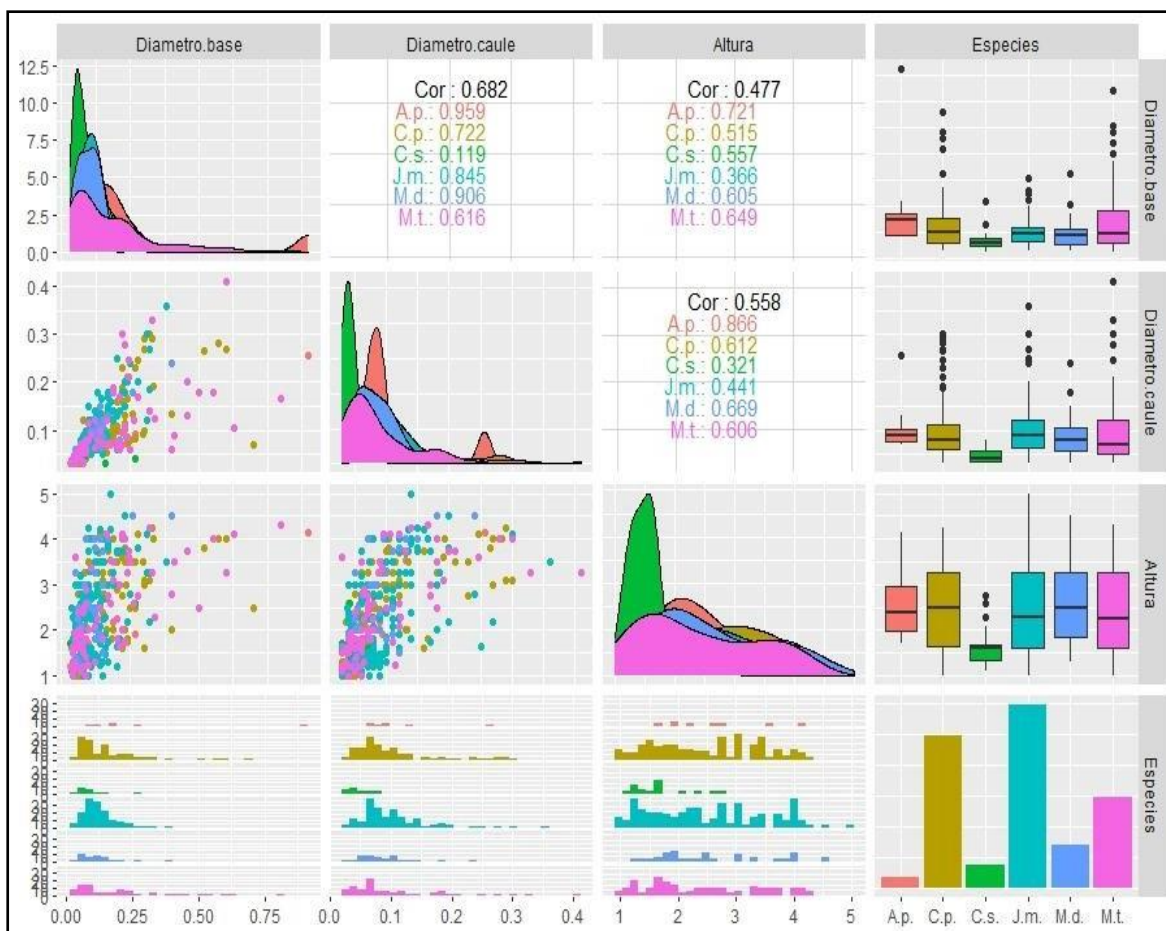 Diametro.base Diametro.caule Altura Especies
12.5
10.0
7.5
5.0
2.5
0.0
Cor : 0.682
A.p.: 0.959
C.p.: 0.722
C.s.: 0.119
J.m.: 0.845
M.d.: 0.906
M.t.: 0.616
Cor : 0.477
A.p.: 0.721
C.p.: 0.515
C.s.: 0.557
J.m.: 0.366
M.d.: 0.605
M.t.: 0.649
Diametro.base
0.4
0.3
0.2
0.1
Cor : 0.558
A.p.: 0.866
C.p.: 0.612
C.s.: 0.321
J.m.: 0.441
M.d.: 0.669
M.t.: 0.606
Diametro.caule
5
4
3
2
1
Altura
Especies
0.00 0.25 0.50 0.75
0.0 0.1 0.2 0.3 0.4
1 2 3 4 5
A.p. C.p. C.s. J.m. M.d. M.t.